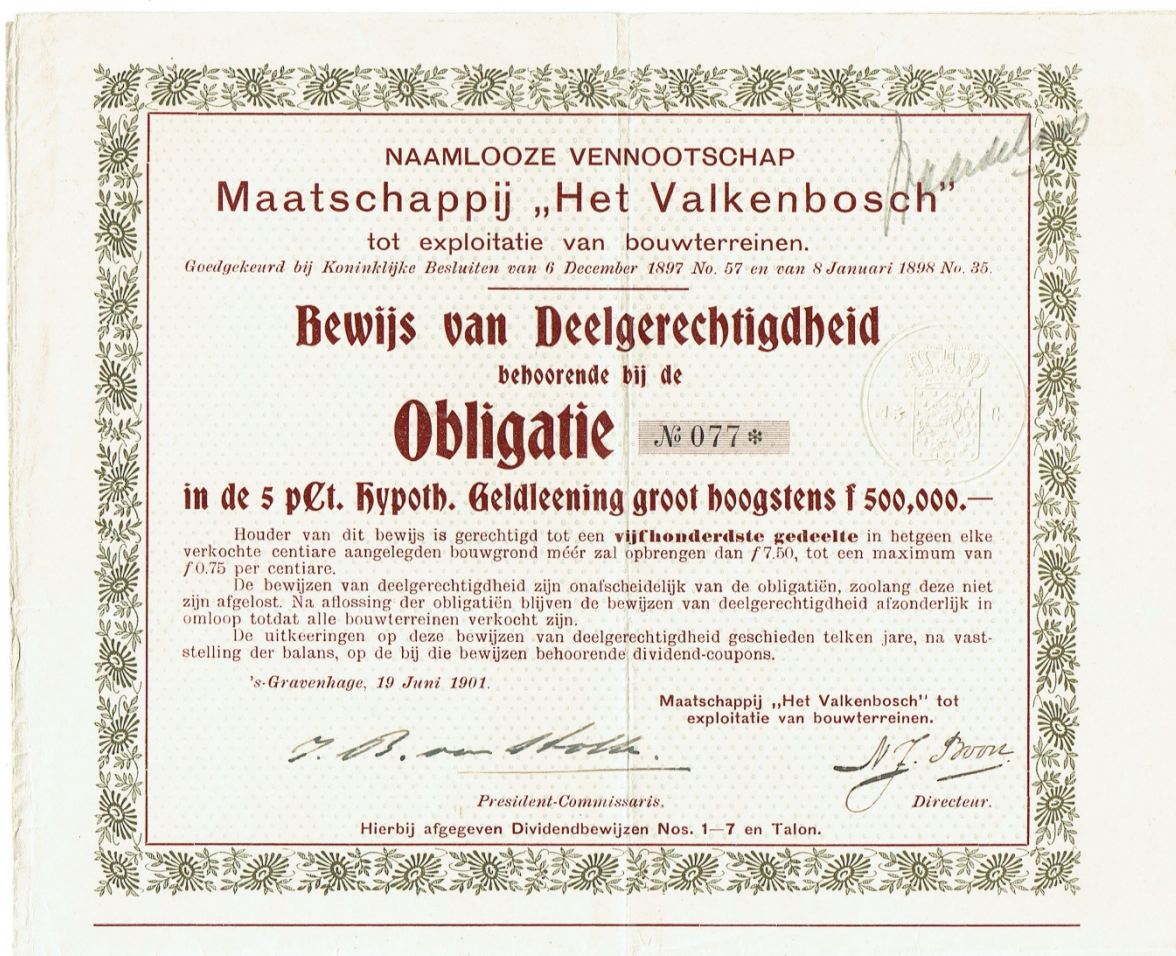 Waardeloos
NAAMLOOZE VENNOOTSCHAP
Maatschappij „Het Valkenbosch”
tot exploitatie van bouwterreinen.
Goedgekeurd bij Koninklijke Besluiten van 6 December 1897 No. 57 en van 8 Januari 1898 No. 35.
Bewijs van Deelgerechtigdheid
behoorende bij de
Obligatie № 077*
in de 5 pCt. Hypoth. Geldleening groot hoogstens f 500,000.—
Houder van dit bewijs is gerechtigd tot een vijfhonderdste gedeelte in hetgeen elke
verkochte centiare aangelegden bouwgrond méér zal opbrengen dan f 7.50, tot een maximum van
f 0.75 per centiare.
De bewijzen van deelgerechtigdheid zijn onafscheidelijk van de obligatiën, zoolang deze niet
zijn afgelost. Na aflossing der obligatiën blijven de bewijzen van deelgerechtigdheid afzonderlijk in
omloop totdat alle bouwterreinen verkocht zijn.
De uitkeeringen op deze bewijzen van deelgerechtigdheid geschieden telken jare, na vast-
stelling der balans, op de bij die bewijzen behoorende dividend-coupons.
's-Gravenhage, 19 Juni 1901.
Maatschappij „Het Valkenbosch” tot
exploitatie van bouwterreinen.
J. B. van
N J. Boon
President-Commissaris.
Directeur.
Hierbij afgegeven Dividendbewijzen Nos. 1—7 en Talon.